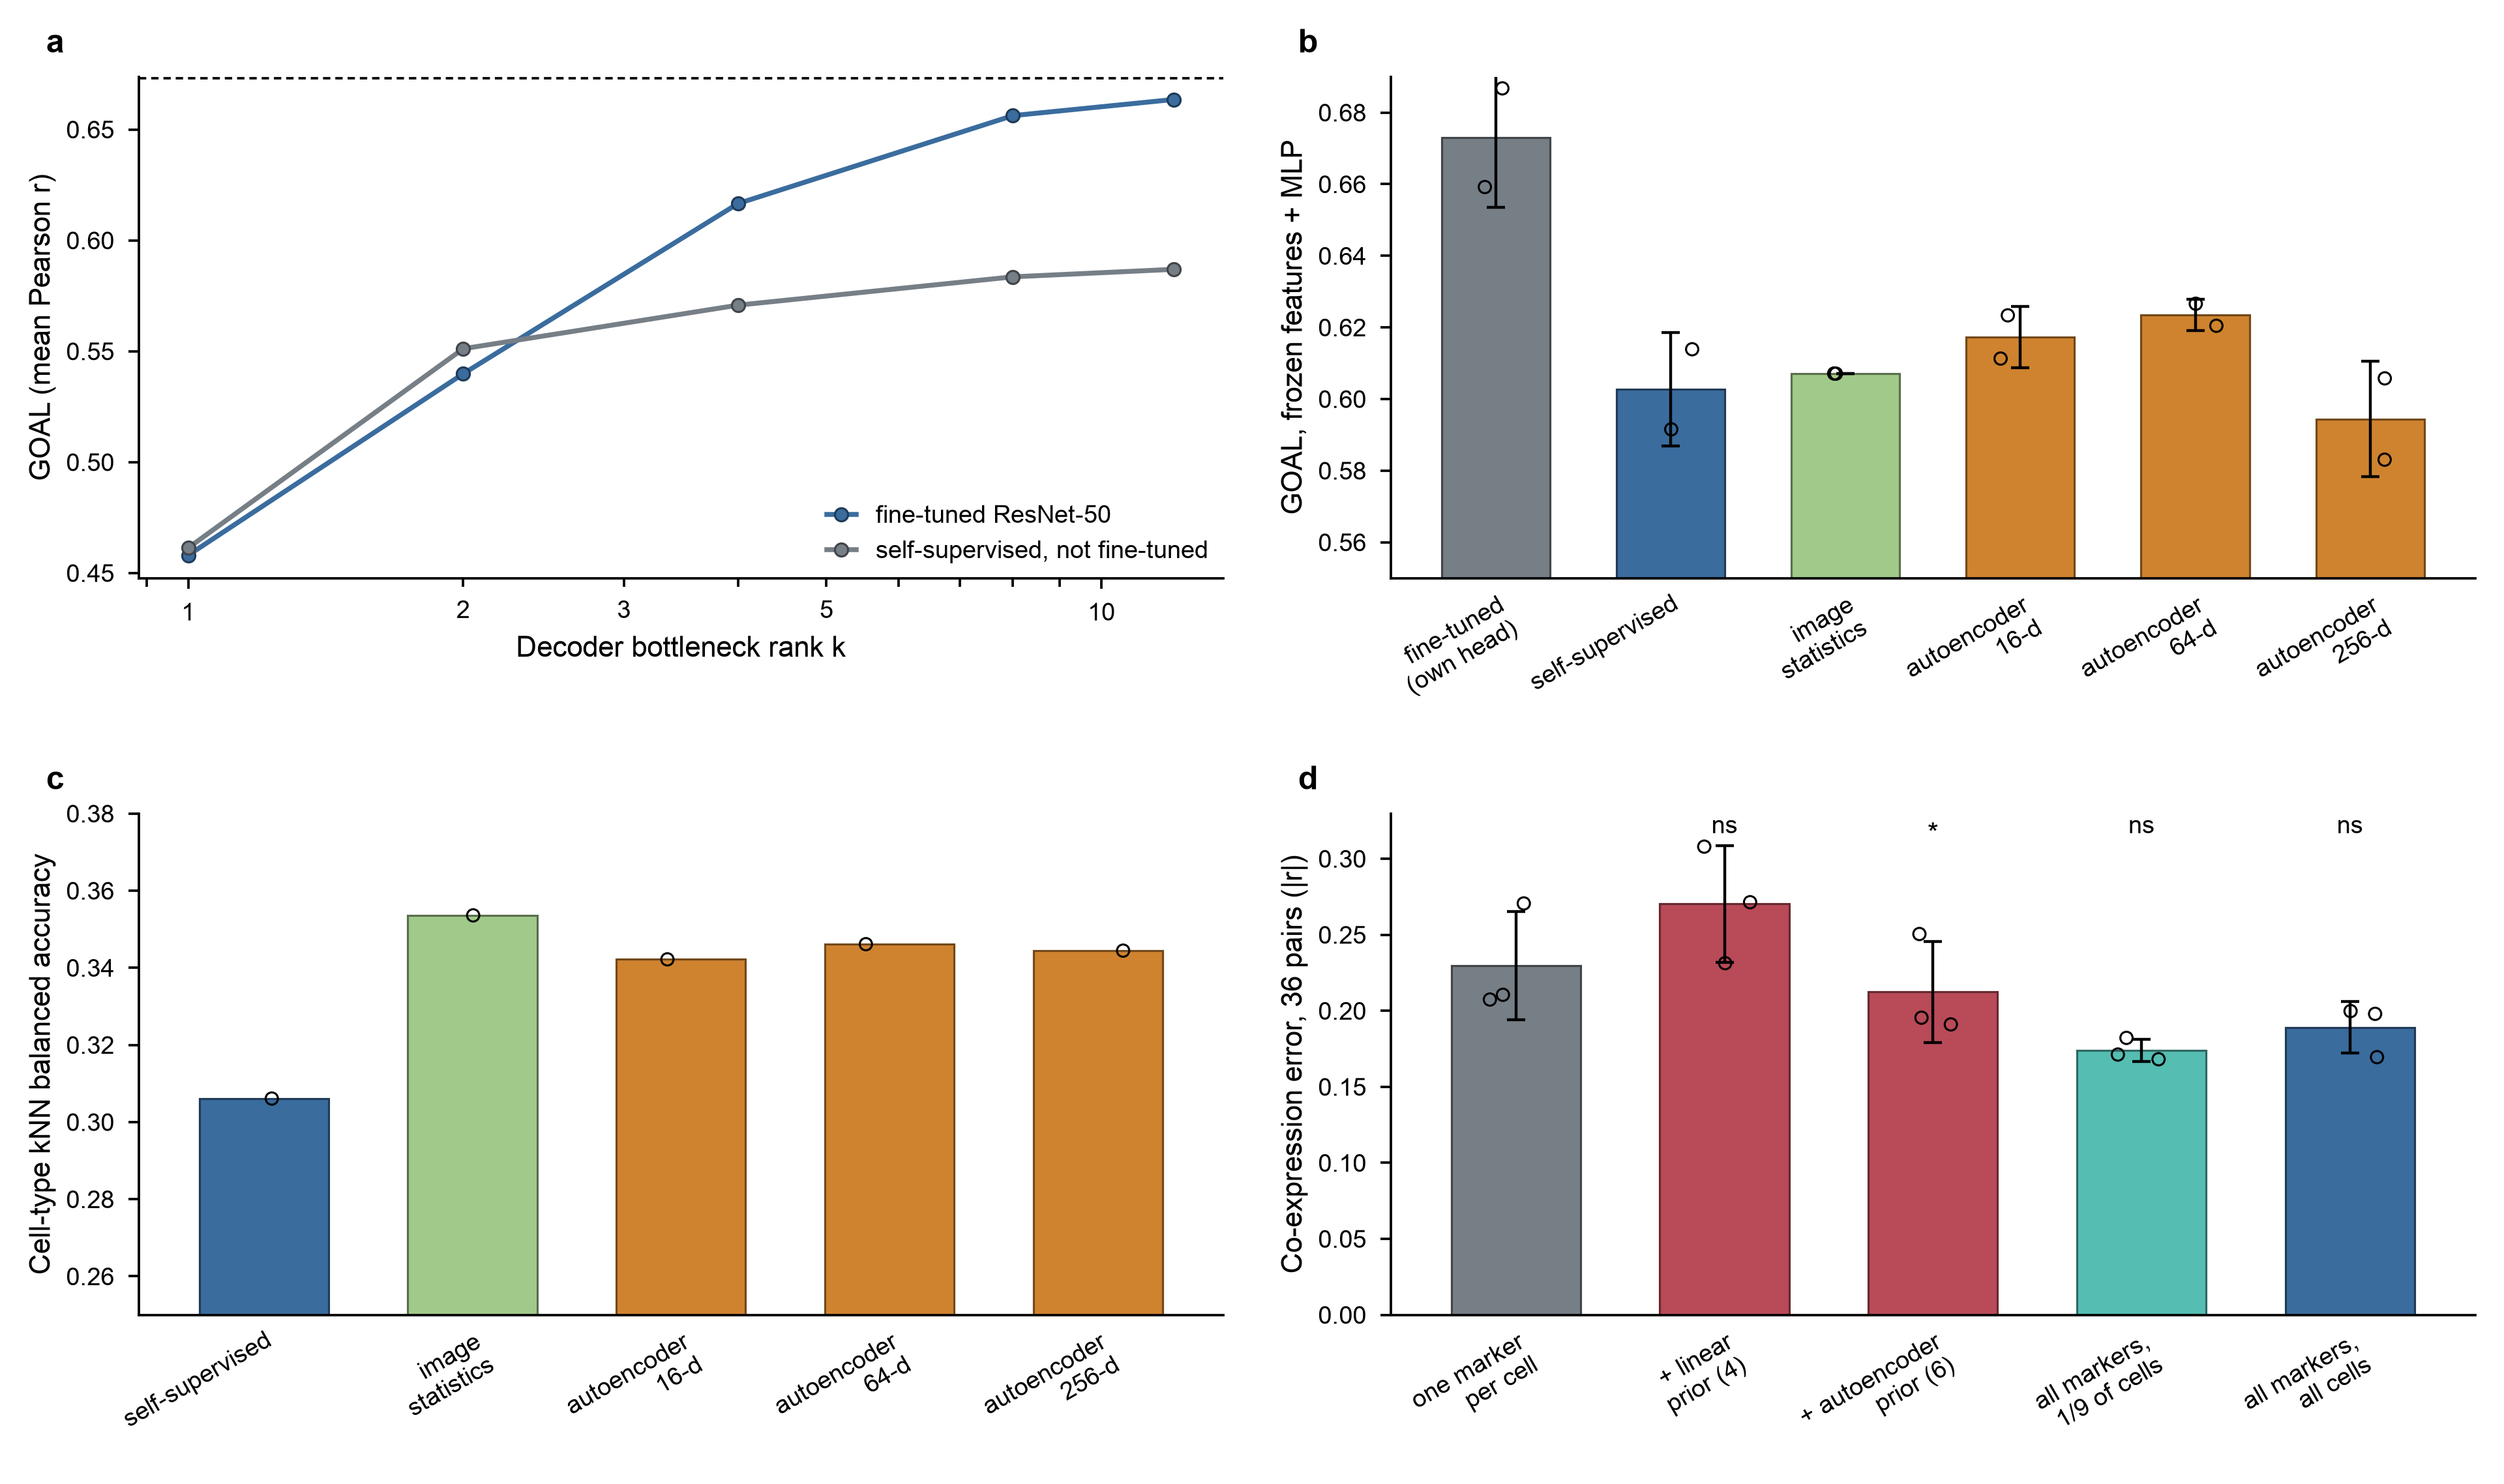 a
GOAL (mean Pearson r)
0.65
0.60
0.55
0.50
0.45
1
2
3
5
10
Decoder bottleneck rank k
fine-tuned ResNet-50
self-supervised, not fine-tuned
b
GOAL, frozen features + MLP
0.68
0.66
0.64
0.62
0.60
0.58
0.56
fine-tuned
(own head)
self-supervised
image
statistics
autoencoder
16-d
autoencoder
64-d
autoencoder
256-d
c
Cell-type kNN balanced accuracy
0.38
0.36
0.34
0.32
0.30
0.28
0.26
self-supervised
image
statistics
autoencoder
16-d
autoencoder
64-d
autoencoder
256-d
d
Co-expression error, 36 pairs (|r|)
0.30
0.25
0.20
0.15
0.10
0.05
0.00
ns
*
ns
ns
one marker
per cell
+ linear
prior (4)
+ autoencoder
prior (6)
all markers,
1/9 of cells
all markers,
all cells